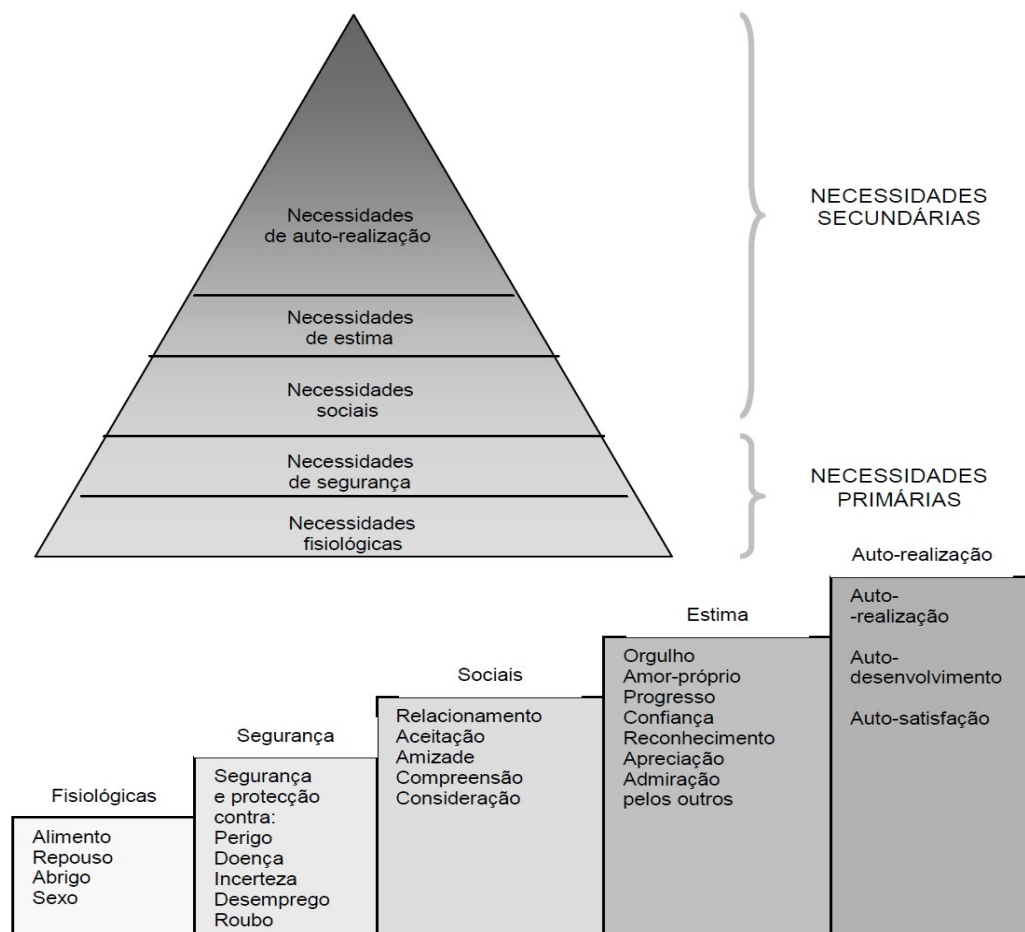 Necessidades
de auto-realização
Necessidades
de estima
Necessidades
sociais
Necessidades
de segurança
Necessidades
fisiológicas
NECESSIDADES
SECUNDÁRIAS
NECESSIDADES
PRIMÁRIAS
Fisiológicas
Alimento
Repouso
Abrigo
Sexo
Segurança
Segurança
e protecção
contra:
Perigo
Doença
Incerteza
Desemprego
Roubo
Sociais
Relacionamento
Aceitação
Amizade
Compreensão
Consideração
Estima
Orgulho
Amor-próprio
Progresso
Confiança
Reconhecimento
Apreciação
Admiração
pelos outros
Auto-realização
Auto-
-realização
Auto-
desenvolvimento
Auto-satisfação